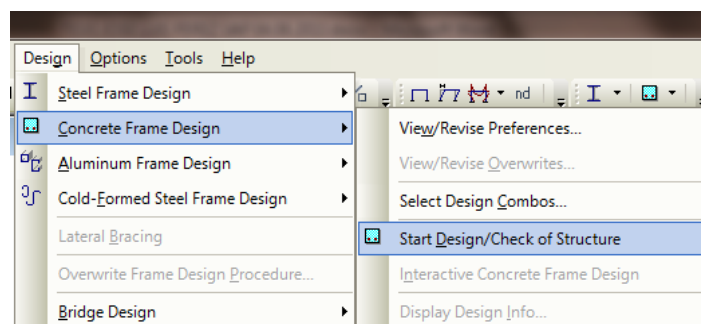 Design Options Tools Help
Steel Frame Design
nd
Concrete Frame Design
View/Revise Preferences...
Aluminum Frame Design
View/Revise Overwrites...
Cold-Formed Steel Frame Design
Select Design Combos...
Lateral Bracing
Start Design/Check of Structure
Overwrite Frame Design Procedure...
Interactive Concrete Frame Design
Bridge Design
Display Design Info...